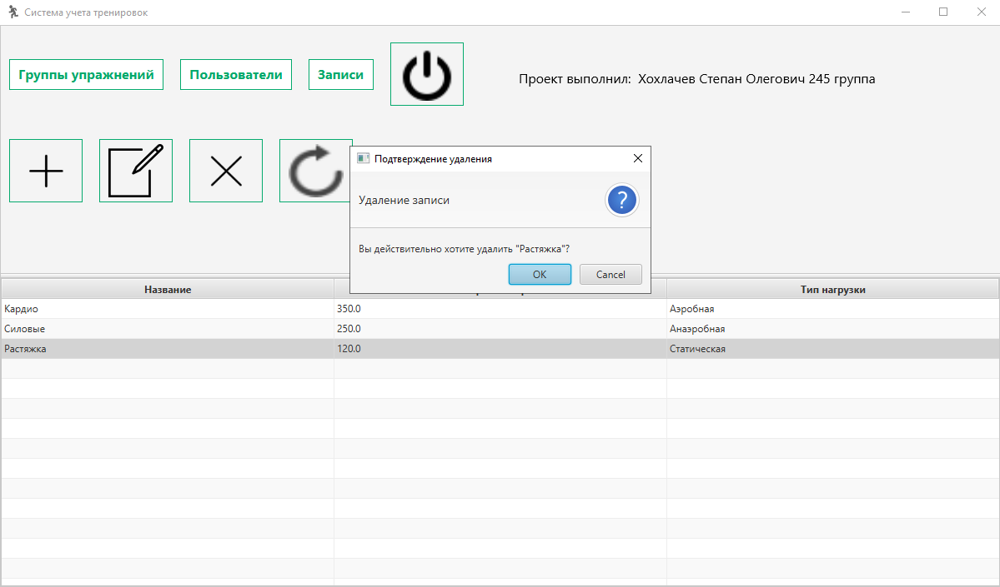 Система учета тренировок
Группы упражнений
Пользователи
Записи
Проект выполнил: Хохлачев Степан Олегович 245 группа
Подтверждение удаления
Удаление записи
?
Вы действительно хотите удалить "Растяжка"?
OK
Cancel
Название
Тип нагрузки
Кардио 350.0 Аэробная
Силовые 250.0 Анаэробная
Растяжка 120.0 Статическая